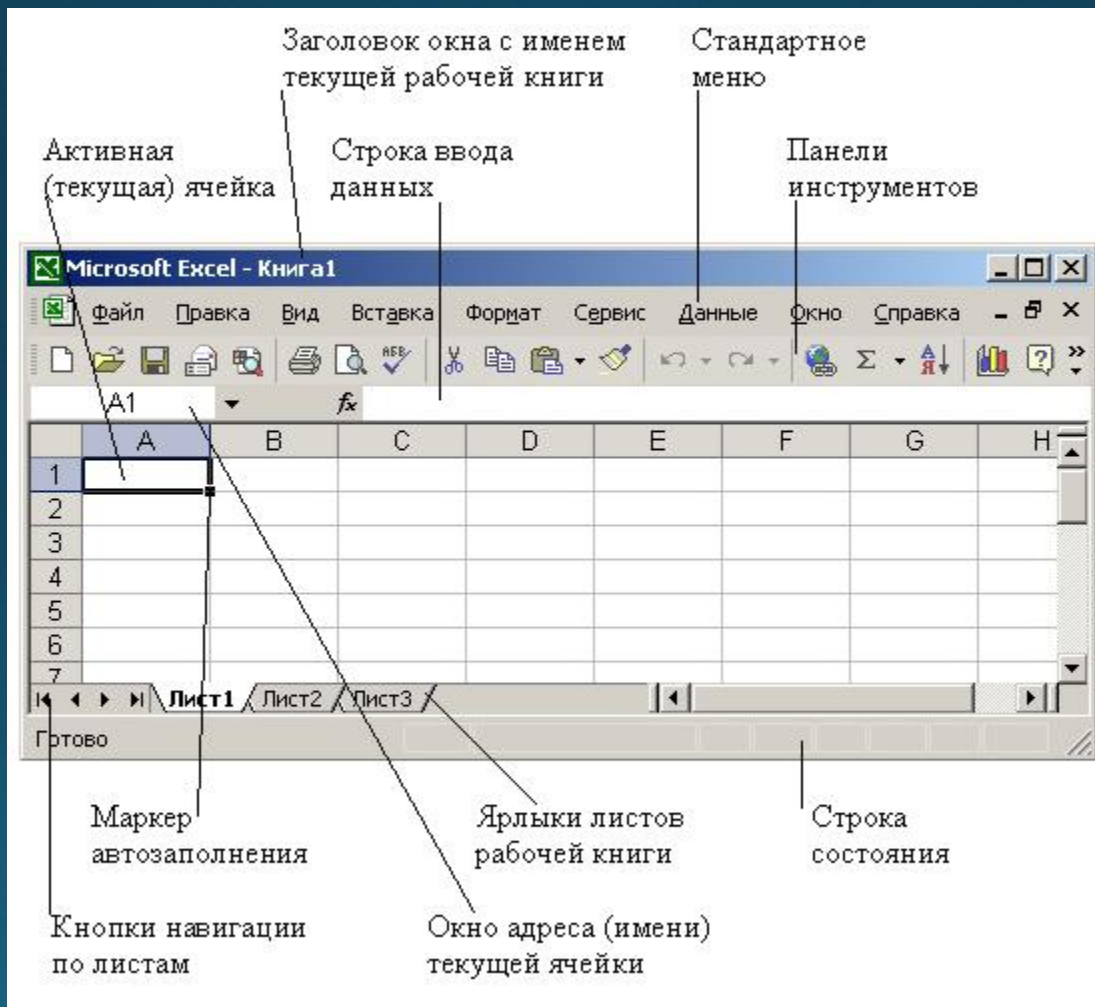 Заголовок окна с именем
текущей рабочей книги
Стандартное
меню
Активная
(текущая) ячейка
Строка ввода
данных
Панели
инструментов
Microsoft Excel - Книга1
Файл Правка Вид Вставка Формат Сервис Данные Окно Справка
A1 fx
A B C D E F G H
1
2
3
4
5
6
7
Лист1 Лист2 Лист3
Готово
Маркер
автозаполнения
Ярлыки листов
рабочей книги
Строка
состояния
Кнопки навигации
по листам
Окно адреса (имени)
текущей ячейки